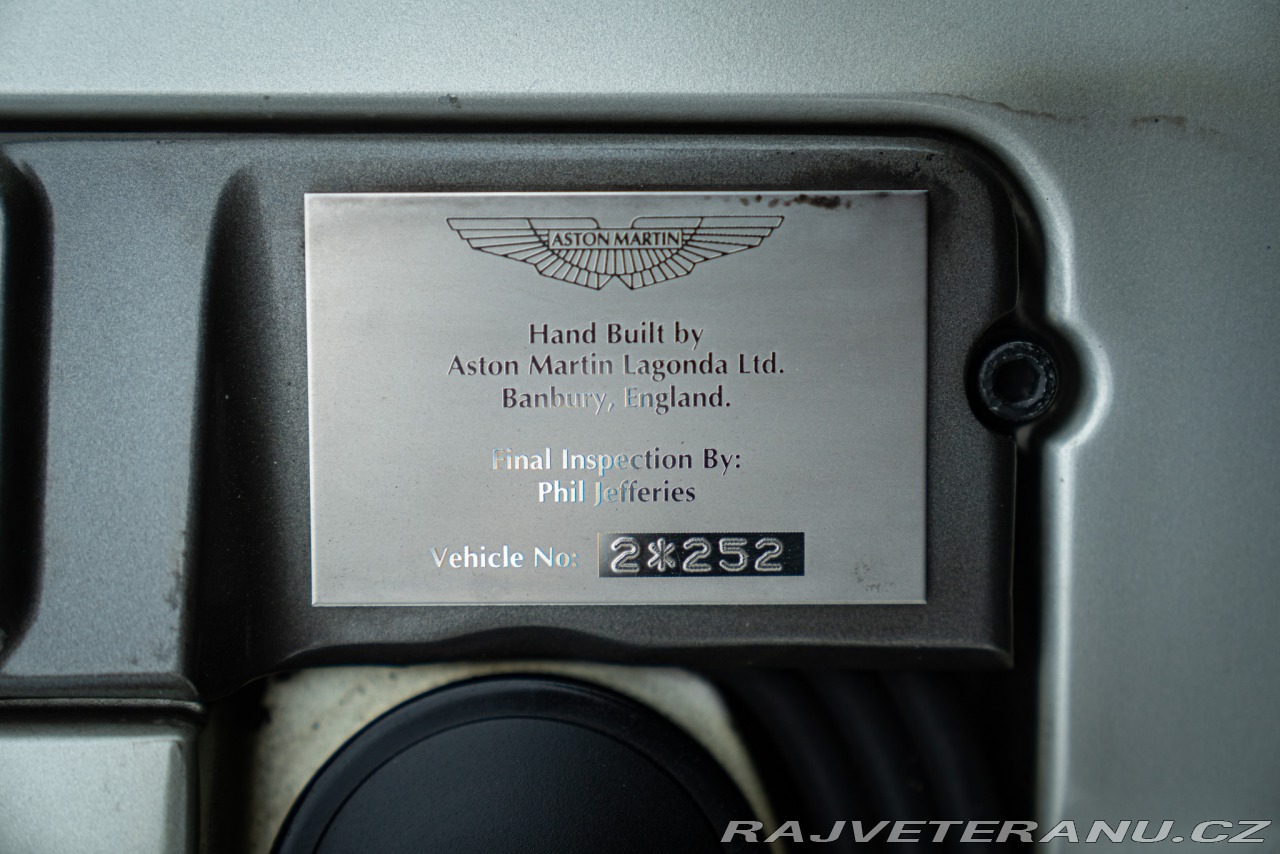 ASTON MARTIN
Hand Built by
Aston Martin Lagonda Ltd.
Banbury, England.
Final Inspection By:
Phil Jefferies
Vehicle No: 2*252
RAJVETERANU.CZ